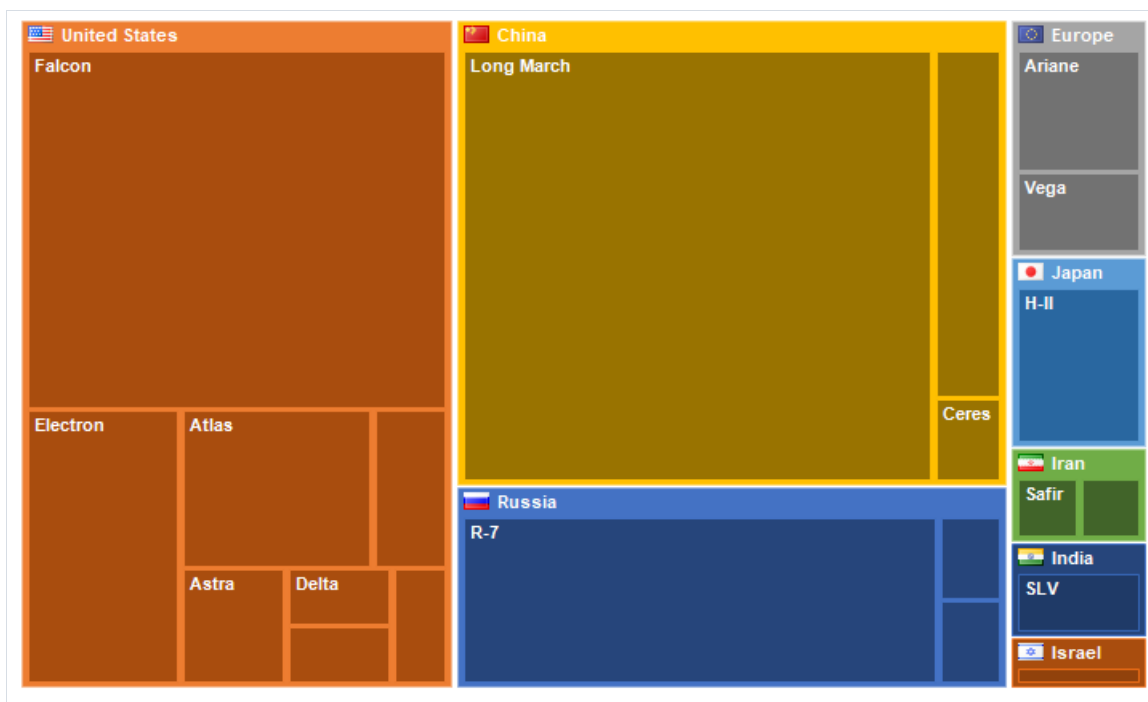 United States
Falcon
Electron
Atlas
Astra
Delta
China
Long March
Ceres
Russia
R-7
Europe
Ariane
Vega
Japan
H-II
Iran
Safir
India
SLV
Israel